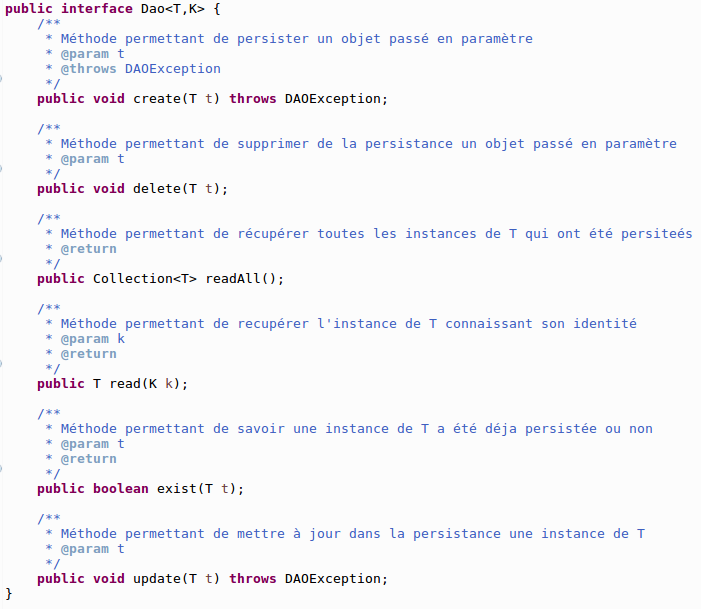 public interface Dao<T,K> {
    /**
     * Méthode permettant de persister un objet passé en paramètre
     * @param t
     * @throws DAOException
     */
    public void create(T t) throws DAOException;

    /**
     * Méthode permettant de supprimer de la persistance un objet passé en paramètre
     * @param t
     */
    public void delete(T t);

    /**
     * Méthode permettant de récupérer toutes les instances de T qui ont été persiteés
     * @return
     */
    public Collection<T> readAll();

    /**
     * Méthode permettant de recupérer l'instance de T connaissant son identité
     * @param k
     * @return
     */
    public T read(K k);

    /**
     * Méthode permettant de savoir une instance de T a été déja persistée ou non
     * @param t
     * @return
     */
    public boolean exist(T t);

    /**
     * Méthode permettant de mettre à jour dans la persistance une instance de T
     * @param t
     */
    public void update(T t) throws DAOException;
}